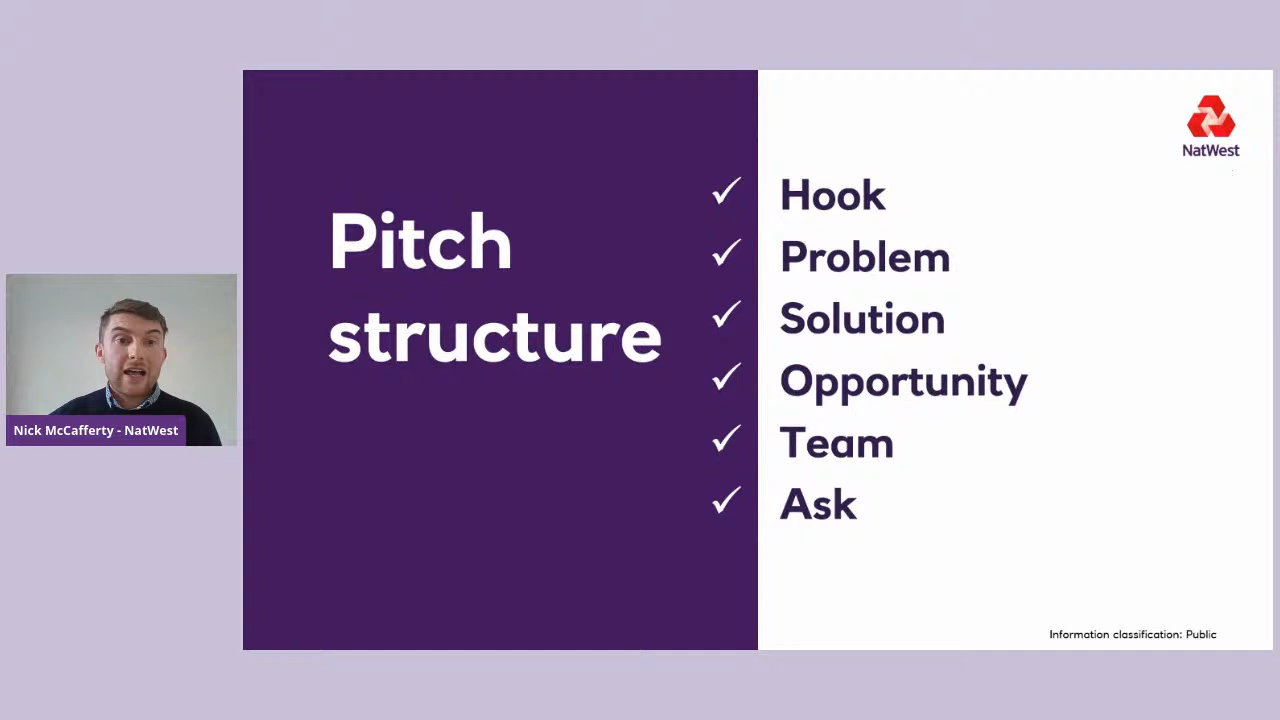 Pitch
structure
✓ Hook
✓ Problem
✓ Solution
✓ Opportunity
✓ Team
✓ Ask
NatWest
Nick McCafferty - NatWest
Information classification: Public